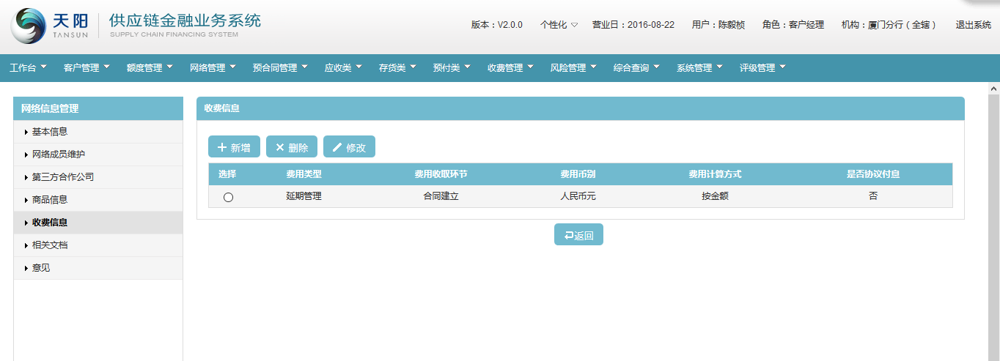 天阳
TANSUN
供应链金融业务系统
SUPPLY CHAIN FINANCING SYSTEM
版本：V2.0.0 个性化 营业日：2016-08-22 用户：陈毅桢 角色：客户经理 机构：厦门分行（全辖） 退出系统
工作台 客户管理 额度管理 网络管理 预合同管理 应收类 存货类 预付类 收费管理 风险管理 综合查询 系统管理 评级管理
网络信息管理
基本信息
网络成员维护
第三方合作公司
商品信息
收费信息
相关文档
意见
收费信息
新增 删除 修改
选择 费用类型 费用收取环节 费用币别 费用计算方式 是否协议付息
延期管理 合同建立 人民币元 按金额 否
返回